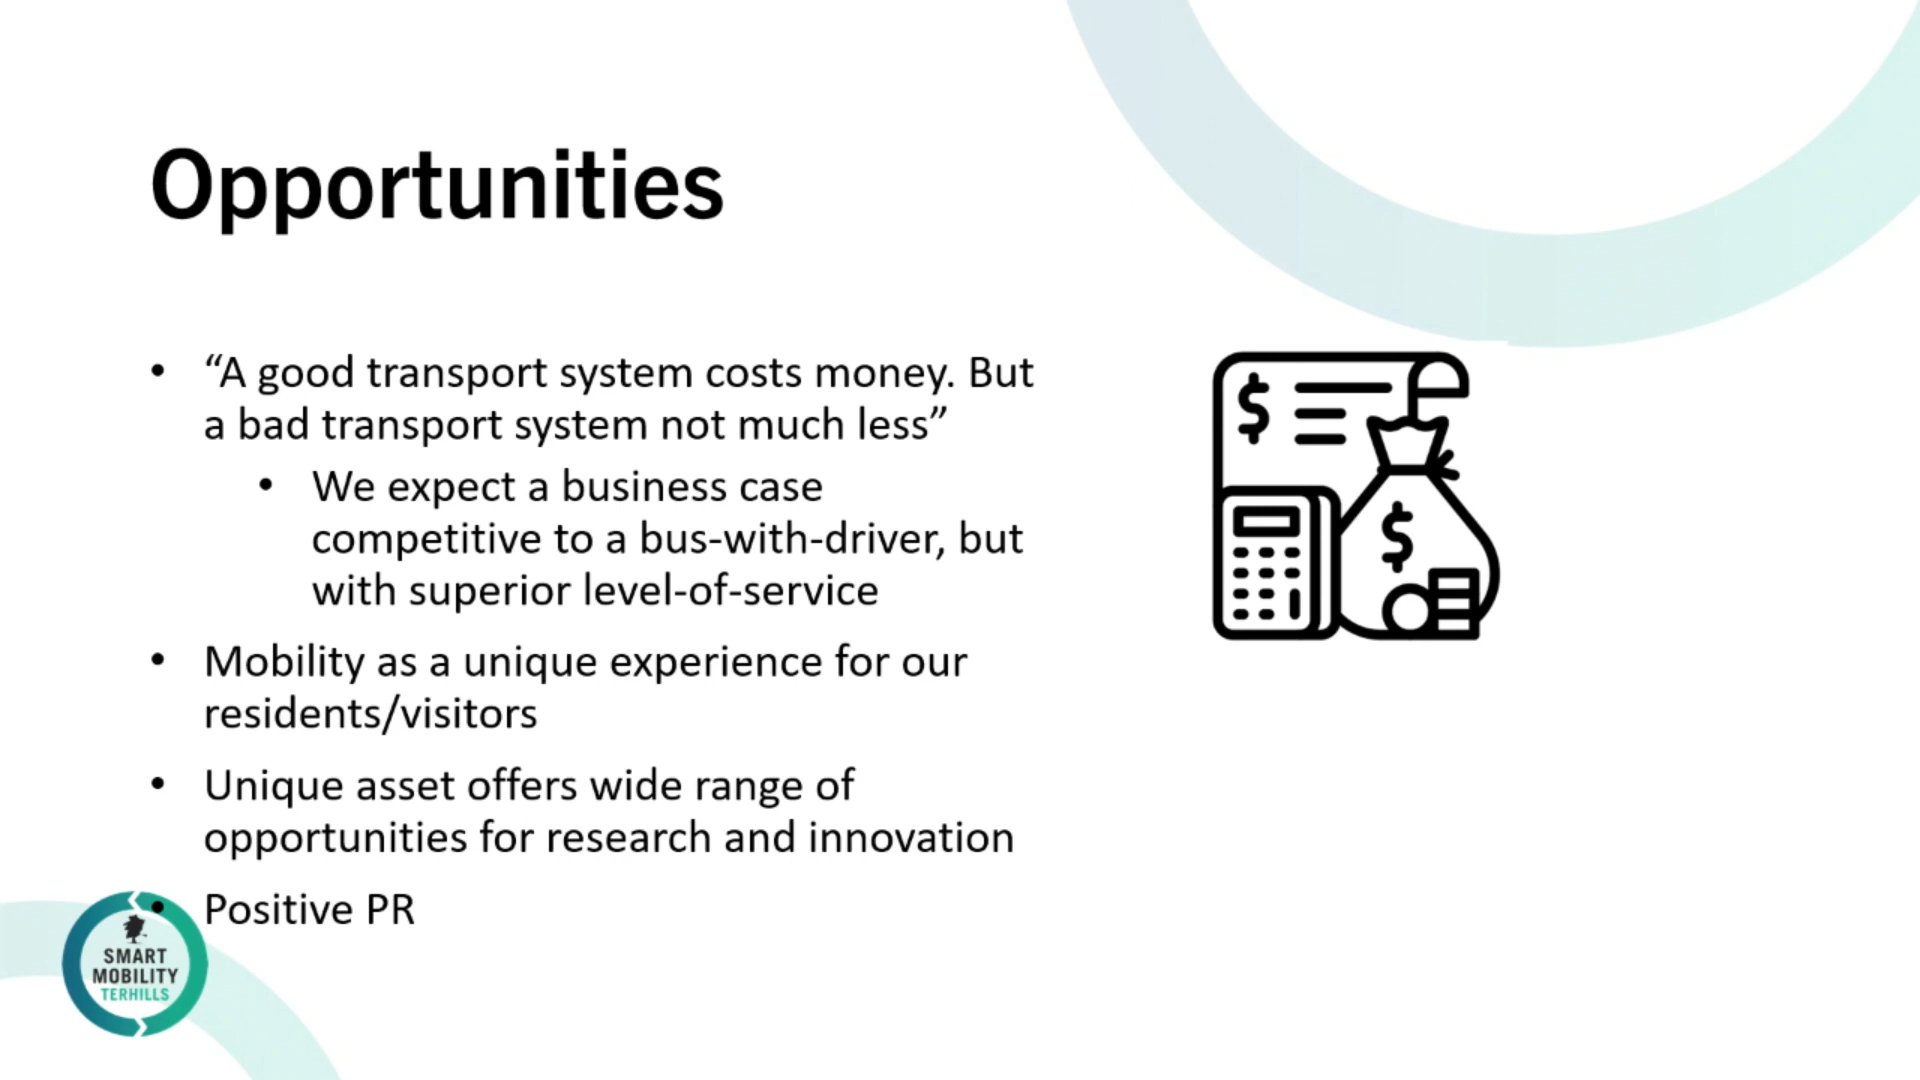 Opportunities
• “A good transport system costs money. But
a bad transport system not much less”
• We expect a business case
competitive to a bus-with-driver, but
with superior level-of-service
• Mobility as a unique experience for our
residents/visitors
• Unique asset offers wide range of
opportunities for research and innovation
• Positive PR
$
$
SMART
MOBILITY
TERHILLS